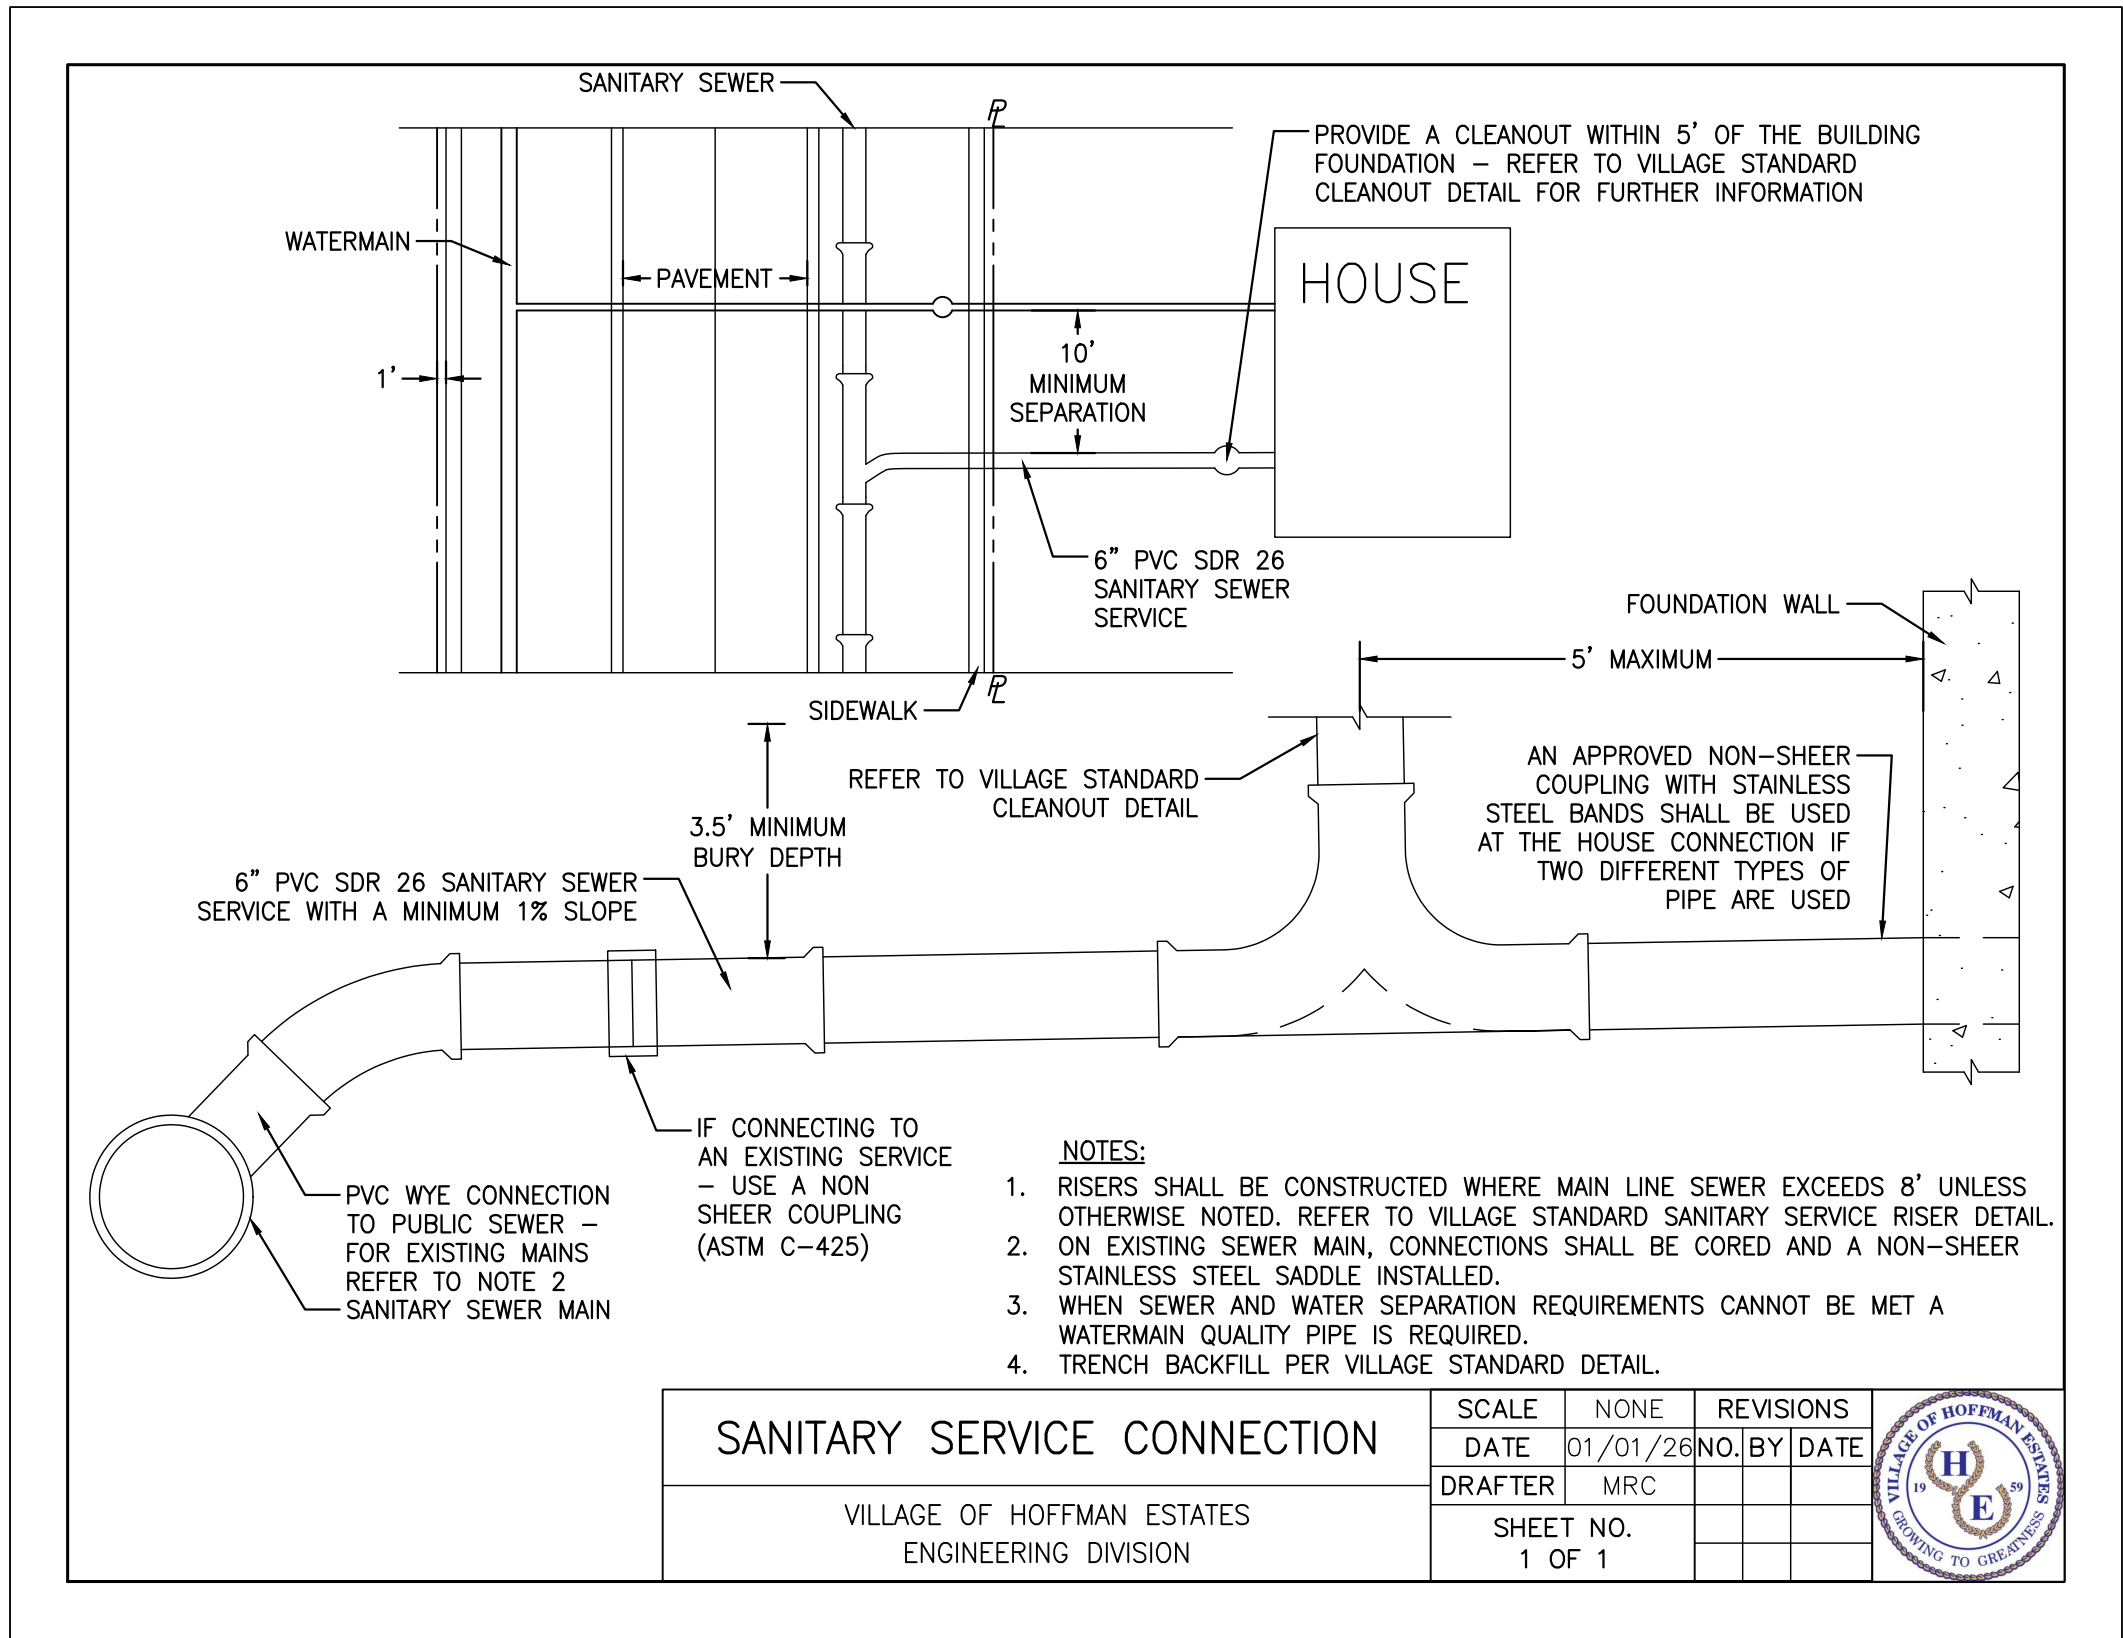 SANITARY SEWER
PL
PROVIDE A CLEANOUT WITHIN 5' OF THE BUILDING
FOUNDATION – REFER TO VILLAGE STANDARD
CLEANOUT DETAIL FOR FURTHER INFORMATION
WATERMAIN
PAVEMENT
HOUSE
1'
10'
MINIMUM
SEPARATION
6" PVC SDR 26
SANITARY SEWER
SERVICE
FOUNDATION WALL
5' MAXIMUM
PL
SIDEWALK
REFER TO VILLAGE STANDARD
CLEANOUT DETAIL
AN APPROVED NON–SHEER
COUPLING WITH STAINLESS
STEEL BANDS SHALL BE USED
AT THE HOUSE CONNECTION IF
TWO DIFFERENT TYPES OF
PIPE ARE USED
3.5' MINIMUM
BURY DEPTH
6" PVC SDR 26 SANITARY SEWER
SERVICE WITH A MINIMUM 1% SLOPE
PVC WYE CONNECTION
TO PUBLIC SEWER –
FOR EXISTING MAINS
REFER TO NOTE 2
SANITARY SEWER MAIN
IF CONNECTING TO
AN EXISTING SERVICE
– USE A NON
SHEER COUPLING
(ASTM C–425)
NOTES:
1. RISERS SHALL BE CONSTRUCTED WHERE MAIN LINE SEWER EXCEEDS 8' UNLESS
OTHERWISE NOTED. REFER TO VILLAGE STANDARD SANITARY SERVICE RISER DETAIL.
2. ON EXISTING SEWER MAIN, CONNECTIONS SHALL BE CORED AND A NON–SHEER
STAINLESS STEEL SADDLE INSTALLED.
3. WHEN SEWER AND WATER SEPARATION REQUIREMENTS CANNOT BE MET A
WATERMAIN QUALITY PIPE IS REQUIRED.
4. TRENCH BACKFILL PER VILLAGE STANDARD DETAIL.
SANITARY SERVICE CONNECTION
VILLAGE OF HOFFMAN ESTATES
ENGINEERING DIVISION
SCALE NONE
DATE 01/01/26
DRAFTER MRC
SHEET NO.
1 OF 1
REVISIONS
NO. BY DATE
VILLAGE OF HOFFMAN ESTATES
19 H E 59
GROWING TO GREATNESS